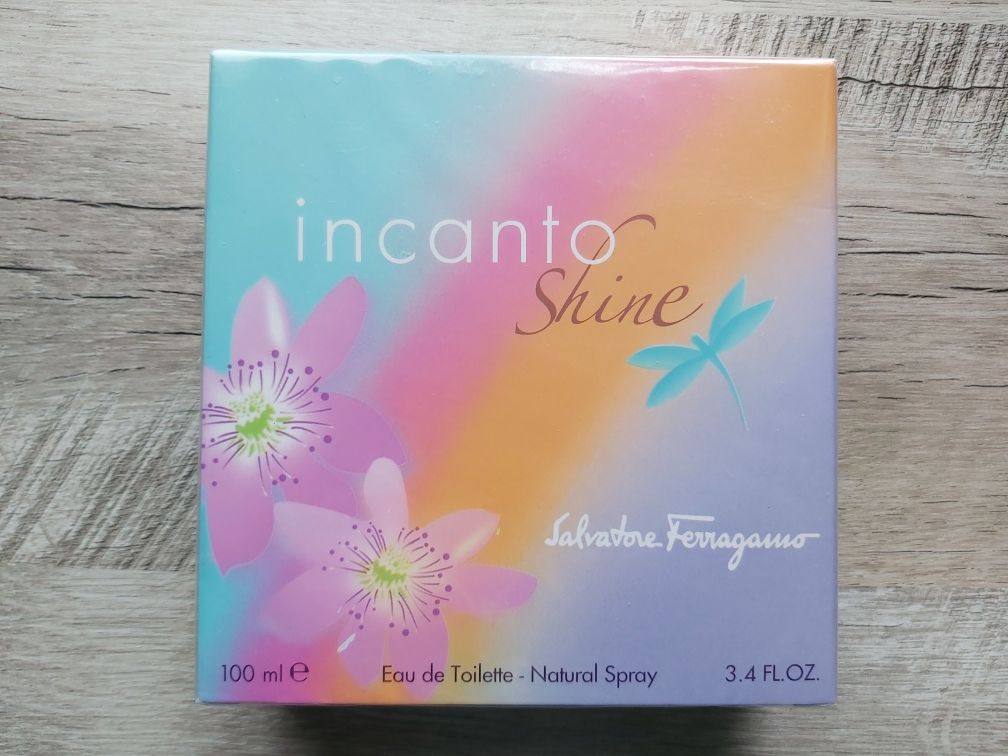 incanto
Shine
Salvatore Ferragamo
100 ml ℮ Eau de Toilette - Natural Spray 3.4 FL.OZ.